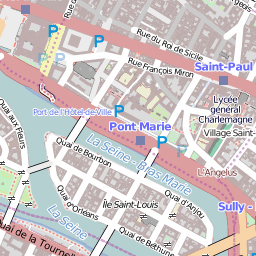 P
P
Rue du Roi de Sicile
Rue François Miron
Saint-Paul
P
Lycée
général
Charlemagne
Village Saint-
Port de l'Hôtel-de-Ville
P
Pont Marie
Quai aux Fleurs
La Seine - Bras Marie
Quai de Bourbon
L'Angelus
P
Sully -
La Seine
Quai d'Orléans
Île Saint-Louis
Quai d'Anjou
Quai de Béthune
Quai de la Tournell